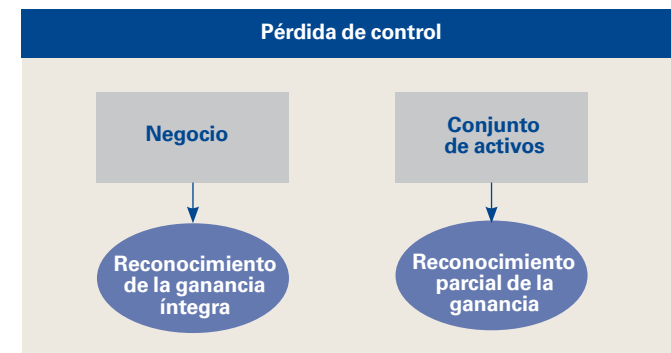 Pérdida de control
Negocio
Conjunto
de activos
Reconocimiento
de la ganancia
íntegra
Reconocimiento
parcial de la
ganancia